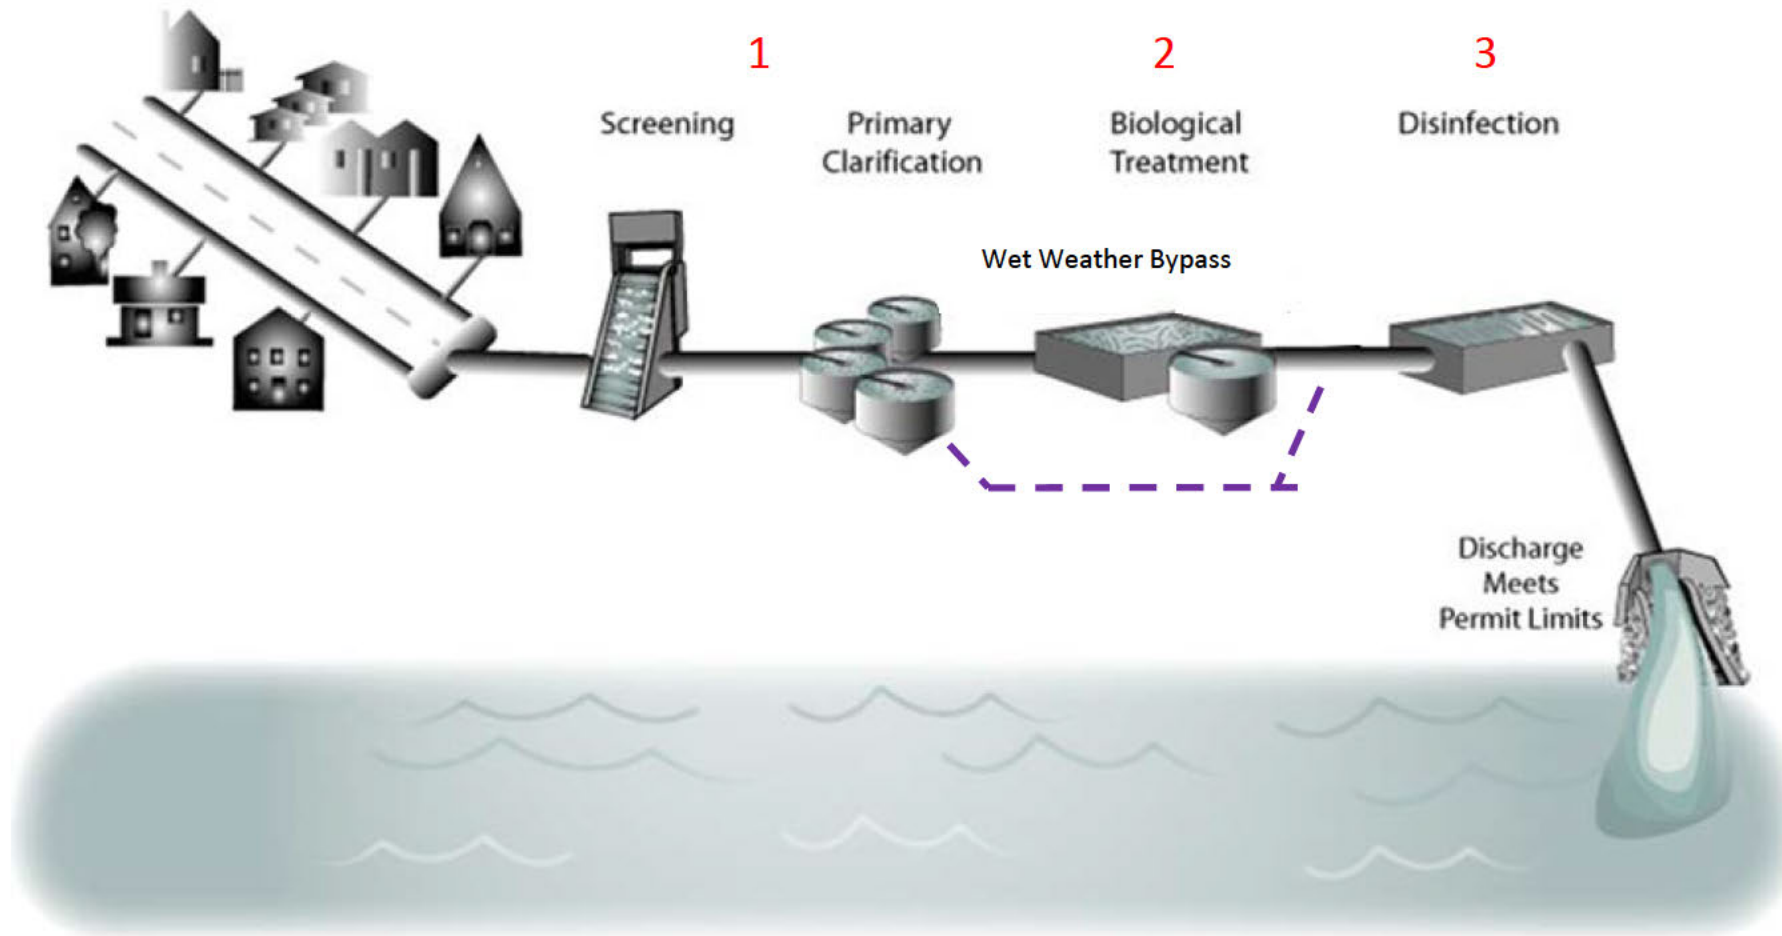 1
2
3
Screening
Primary
Clarification
Biological
Treatment
Disinfection
Wet Weather Bypass
Discharge
Meets
Permit Limits